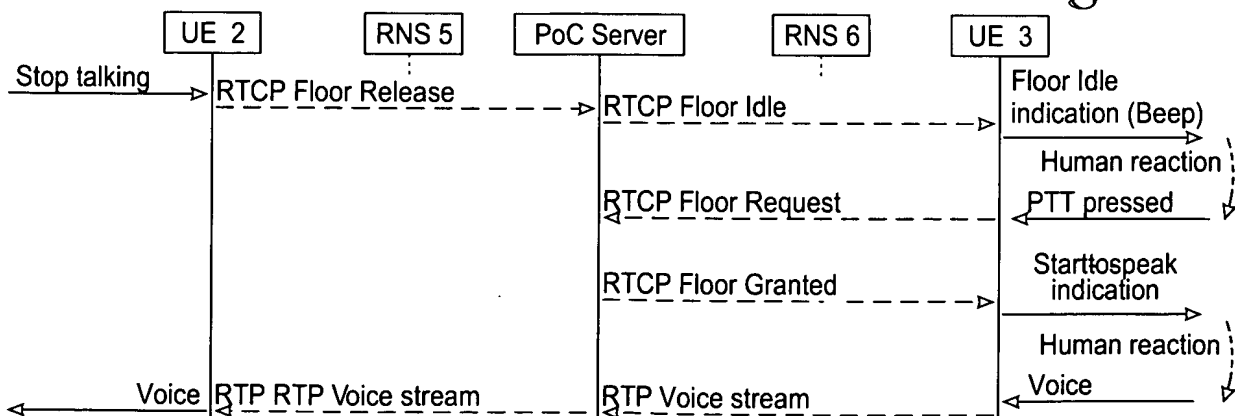 UE 2
RNS 5
PoC Server
RNS 6
UE 3
Stop talking
RTCP Floor Release
RTCP Floor Idle
Floor Idle
indication (Beep)
Human reaction
RTCP Floor Request
PTT pressed
RTCP Floor Granted
Starttospeak
indication
Human reaction
Voice
RTP RTP Voice stream
RTP Voice stream
Voice